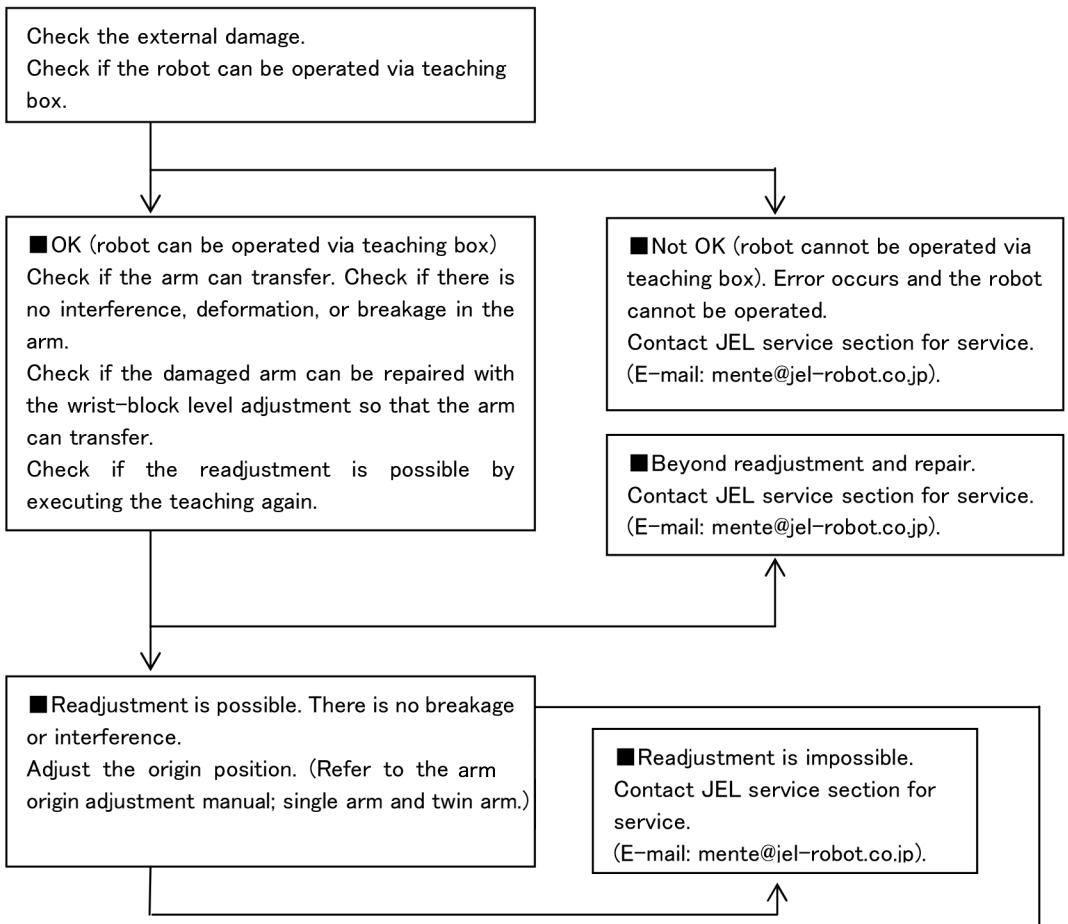 Check the external damage.
Check if the robot can be operated via teaching
box.
■OK (robot can be operated via teaching box)
Check if the arm can transfer. Check if there is
no interference, deformation, or breakage in the
arm.
Check if the damaged arm can be repaired with
the wrist-block level adjustment so that the arm
can transfer.
Check if the readjustment is possible by
executing the teaching again.
■Not OK (robot cannot be operated via
teaching box). Error occurs and the robot
cannot be operated.
Contact JEL service section for service.
(E-mail: mente@jel-robot.co.jp).
■Beyond readjustment and repair.
Contact JEL service section for service.
(E-mail: mente@jel-robot.co.jp).
■Readjustment is possible. There is no breakage
or interference.
Adjust the origin position. (Refer to the arm
origin adjustment manual; single arm and twin arm.)
■Readjustment is impossible.
Contact JEL service section for
service.
(E-mail: mente@jel-robot.co.jp).